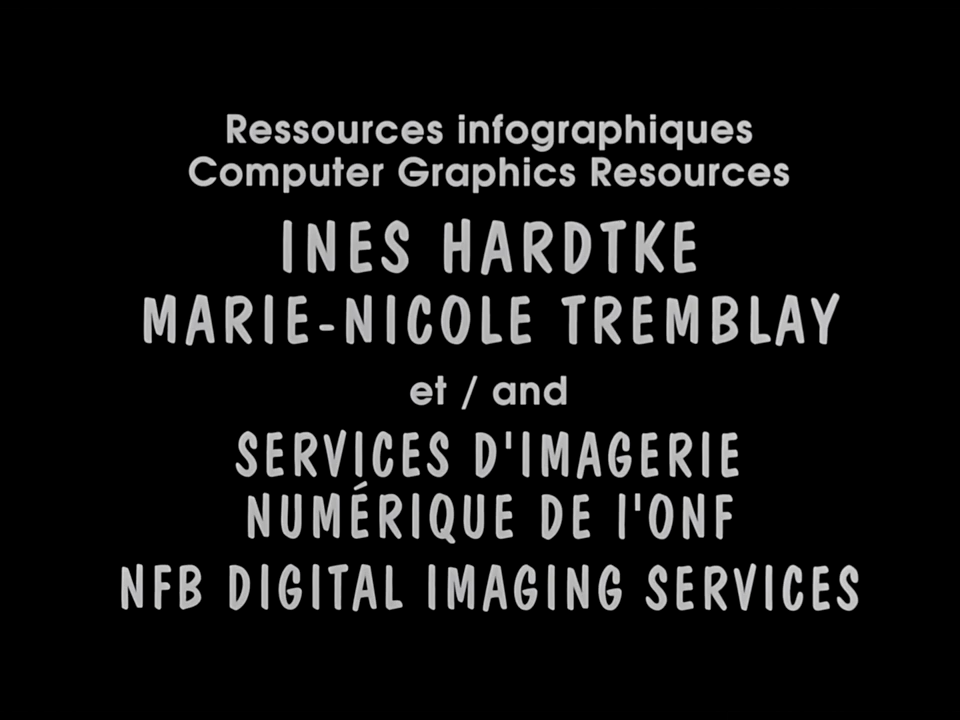 Ressources infographiques
Computer Graphics Resources
INES HARDTKE
MARIE-NICOLE TREMBLAY
et / and
SERVICES D'IMAGERIE
NUMÉRIQUE DE l'ONF
NFB DIGITAL IMAGING SERVICES